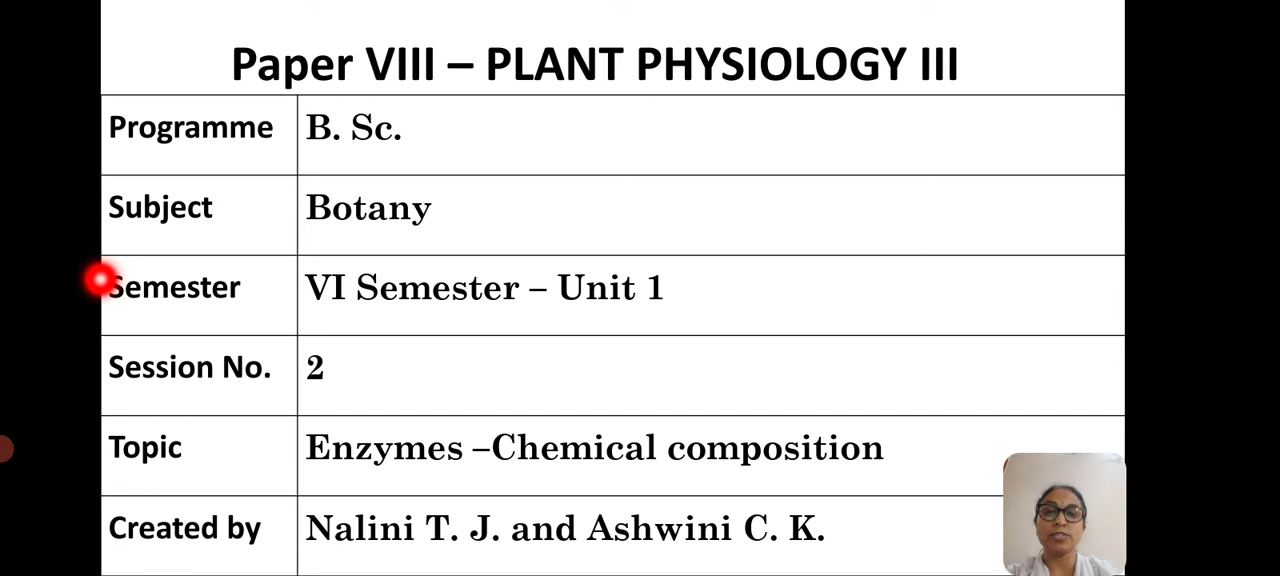 Paper VIII – PLANT PHYSIOLOGY III
Programme B. Sc.
Subject Botany
Semester VI Semester – Unit 1
Session No. 2
Topic Enzymes –Chemical composition
Created by Nalini T. J. and Ashwini C. K.